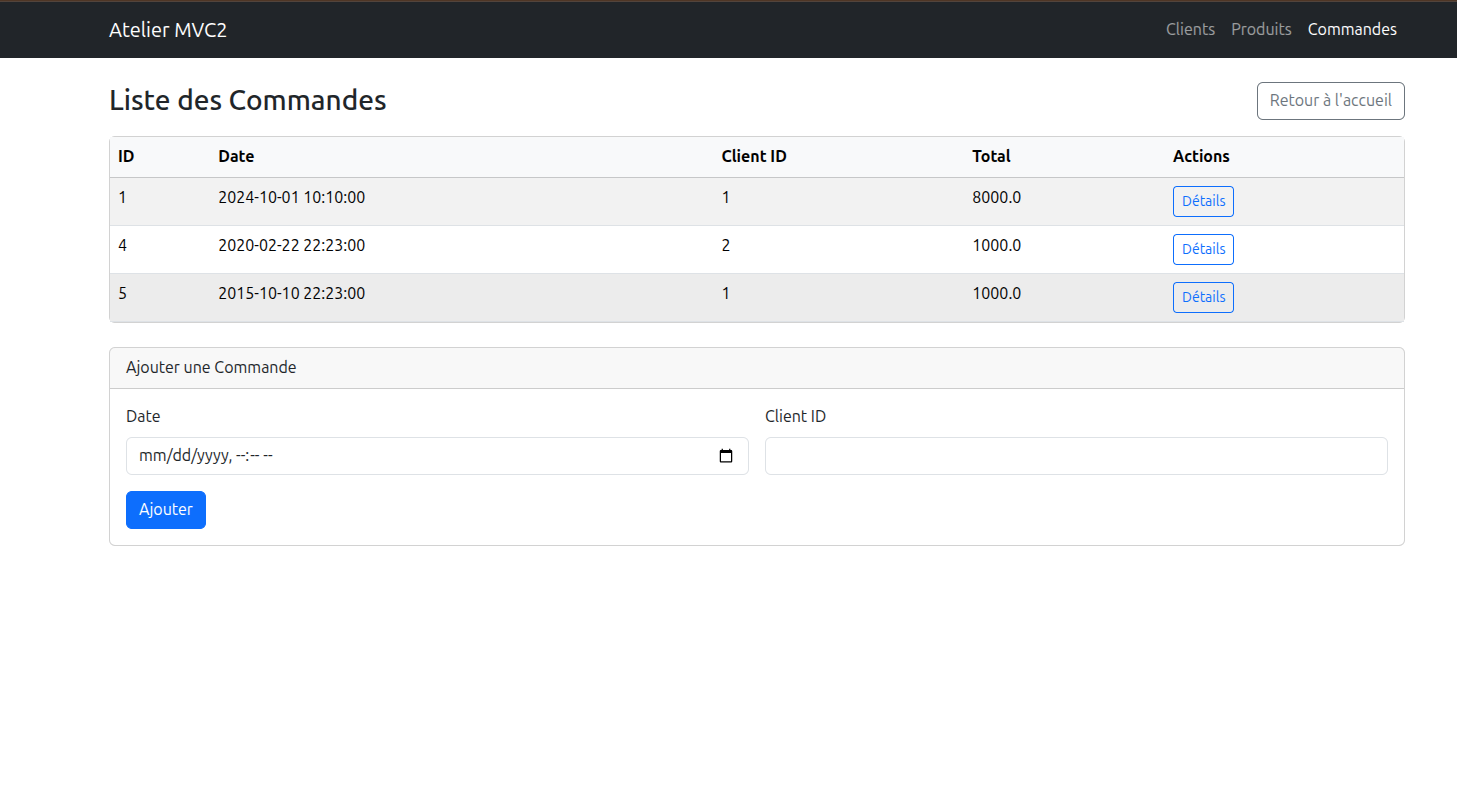 Atelier MVC2 Clients Produits Commandes
Liste des Commandes Retour à l'accueil
ID Date Client ID Total Actions
1 2024-10-01 10:10:00 1 8000.0 Détails
4 2020-02-22 22:23:00 2 1000.0 Détails
5 2015-10-10 22:23:00 1 1000.0 Détails
Ajouter une Commande
Date Client ID
mm/dd/yyyy, --:-- --
Ajouter